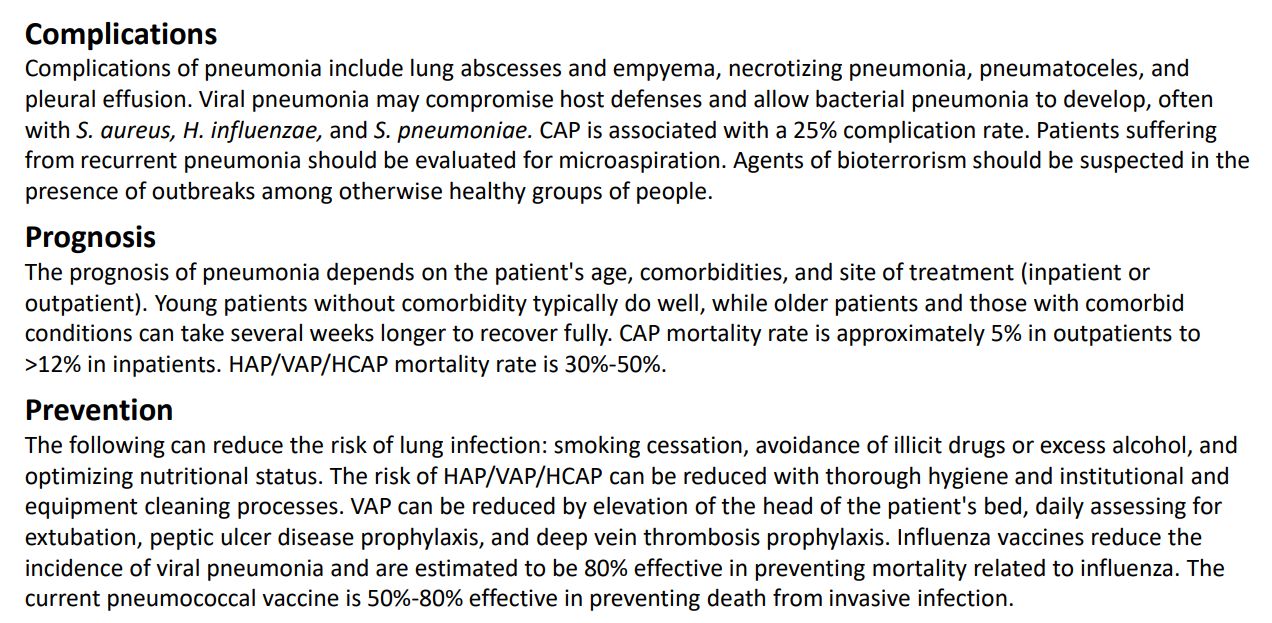 Complications
Complications of pneumonia include lung abscesses and empyema, necrotizing pneumonia, pneumatoceles, and
pleural effusion. Viral pneumonia may compromise host defenses and allow bacterial pneumonia to develop, often
with S. aureus, H. influenzae, and S. pneumoniae. CAP is associated with a 25% complication rate. Patients suffering
from recurrent pneumonia should be evaluated for microaspiration. Agents of bioterrorism should be suspected in the
presence of outbreaks among otherwise healthy groups of people.
Prognosis
The prognosis of pneumonia depends on the patient's age, comorbidities, and site of treatment (inpatient or
outpatient). Young patients without comorbidity typically do well, while older patients and those with comorbid
conditions can take several weeks longer to recover fully. CAP mortality rate is approximately 5% in outpatients to
>12% in inpatients. HAP/VAP/HCAP mortality rate is 30%-50%.
Prevention
The following can reduce the risk of lung infection: smoking cessation, avoidance of illicit drugs or excess alcohol, and
optimizing nutritional status. The risk of HAP/VAP/HCAP can be reduced with thorough hygiene and institutional and
equipment cleaning processes. VAP can be reduced by elevation of the head of the patient's bed, daily assessing for
extubation, peptic ulcer disease prophylaxis, and deep vein thrombosis prophylaxis. Influenza vaccines reduce the
incidence of viral pneumonia and are estimated to be 80% effective in preventing mortality related to influenza. The
current pneumococcal vaccine is 50%-80% effective in preventing death from invasive infection.